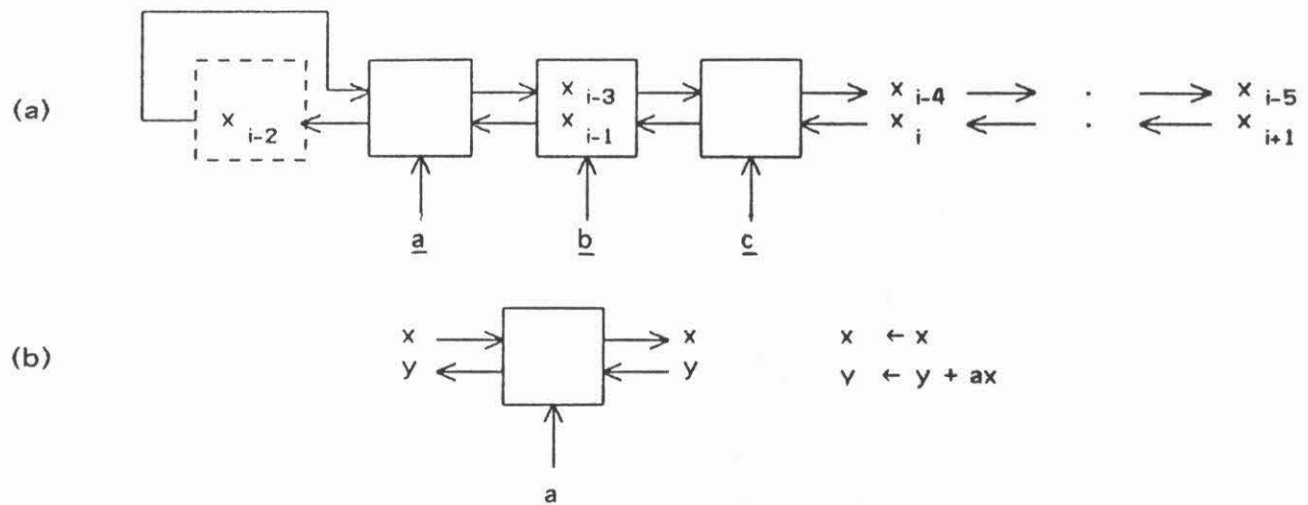 (a)
x i-2
x i-3
x i-1
x i-4 . x i-5
x i . x i+1
a b c
(b)
x x x ← x
y y y ← y + ax
a